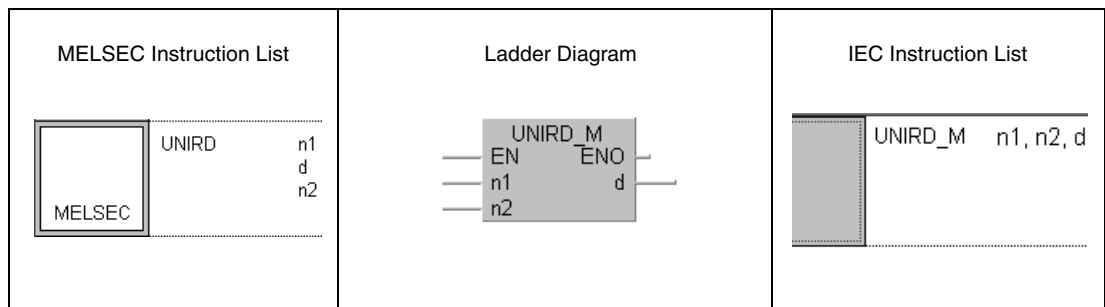 MELSEC Instruction List
MELSEC
UNIRD n1
d
n2
Ladder Diagram
UNIRD_M
EN ENO
n1 d
n2
IEC Instruction List
UNIRD_M n1, n2, d